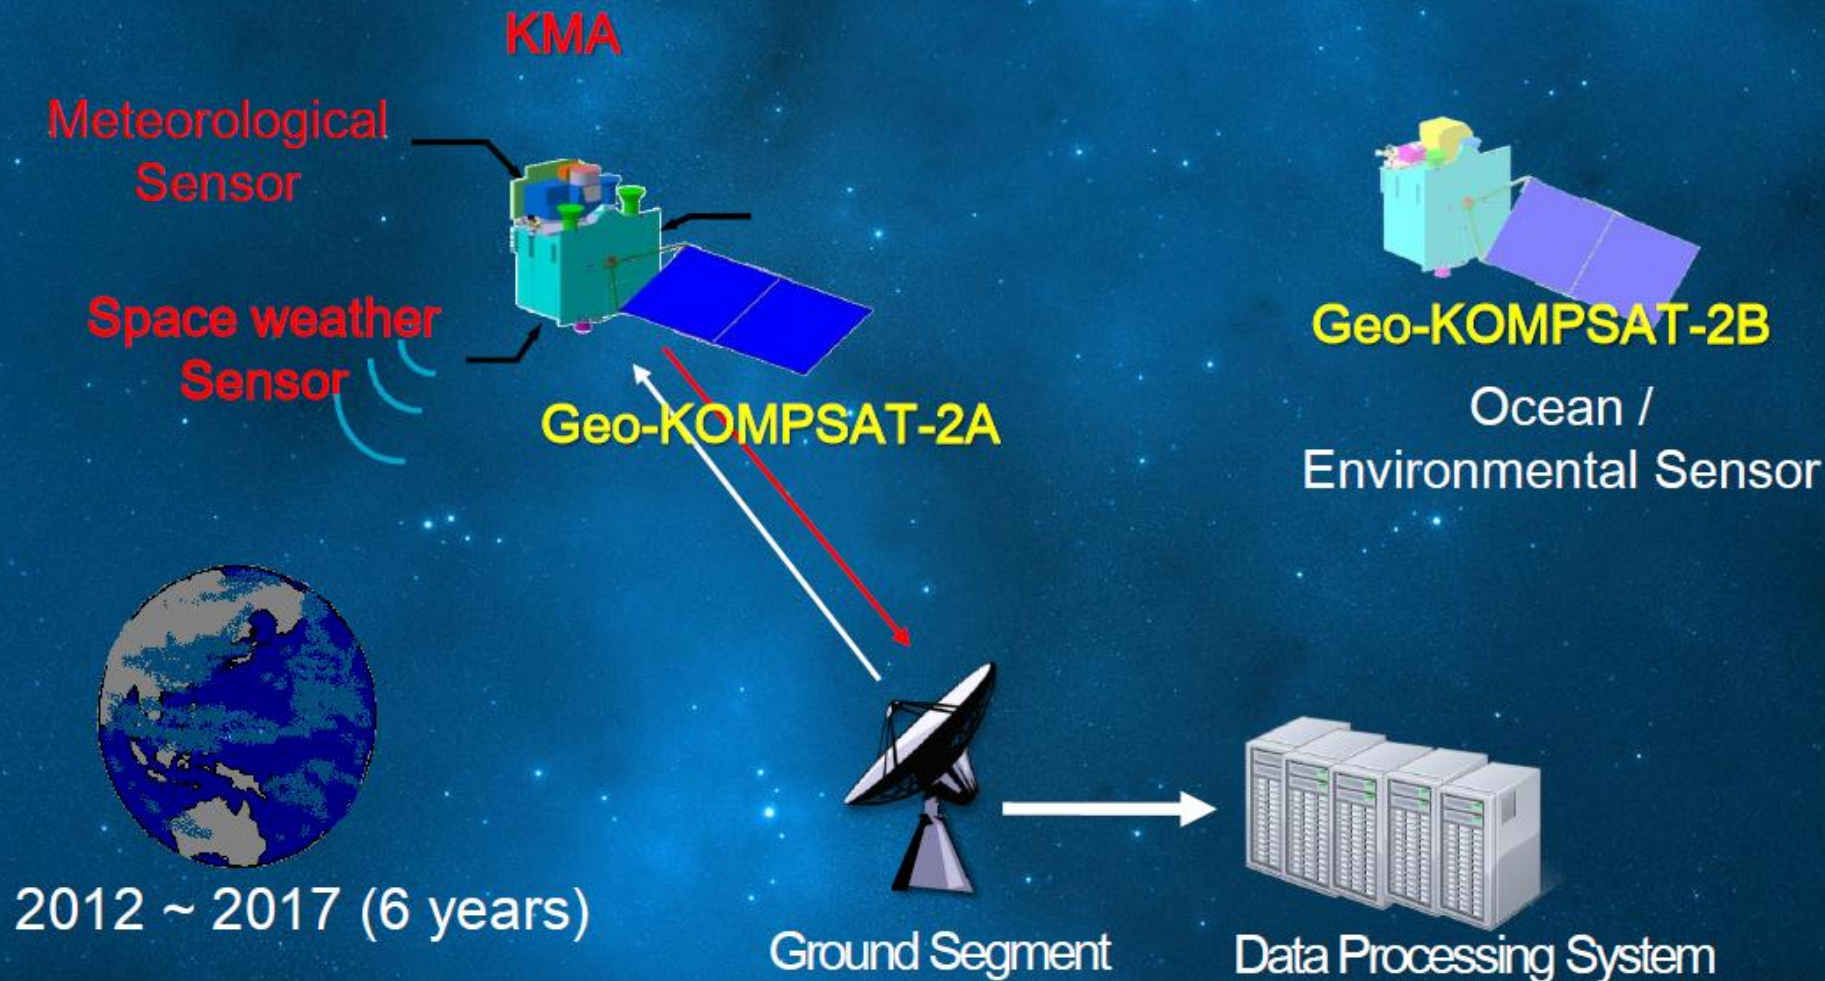 KMA
Meteorological
Sensor
Space weather
Sensor
Geo-KOMPSAT-2A
Geo-KOMPSAT-2B
Ocean /
Environmental Sensor
2012 ~ 2017 (6 years)
Ground Segment
Data Processing System